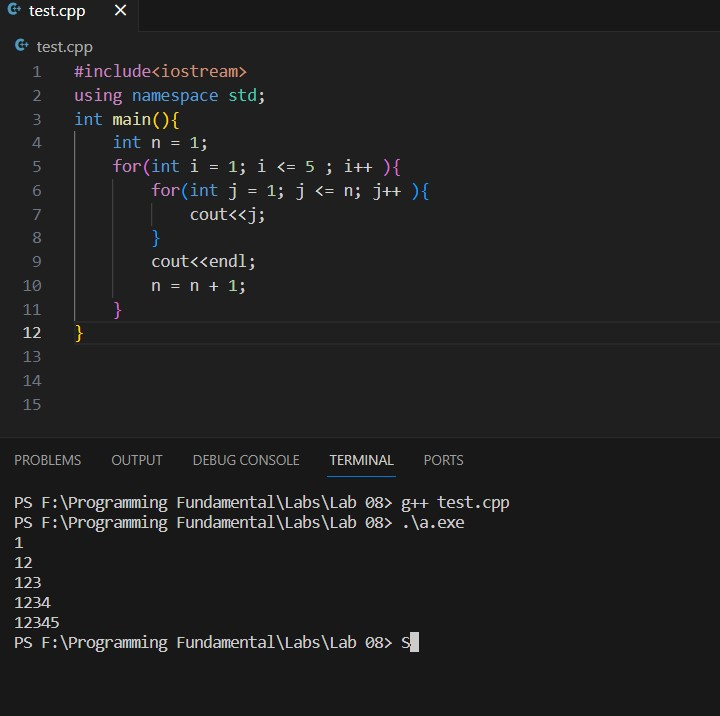 test.cpp ×
test.cpp
1 #include<iostream>
2 using namespace std;
3 int main(){
4     int n = 1;
5     for(int i = 1; i <= 5 ; i++ ){
6         for(int j = 1; j <= n; j++ ){
7             cout<<j;
8         }
9         cout<<endl;
10         n = n + 1;
11     }
12 }
13
14
15
PROBLEMS OUTPUT DEBUG CONSOLE TERMINAL PORTS
PS F:\Programming Fundamental\Labs\Lab 08> g++ test.cpp
PS F:\Programming Fundamental\Labs\Lab 08> .\a.exe
1
12
123
1234
12345
PS F:\Programming Fundamental\Labs\Lab 08> S